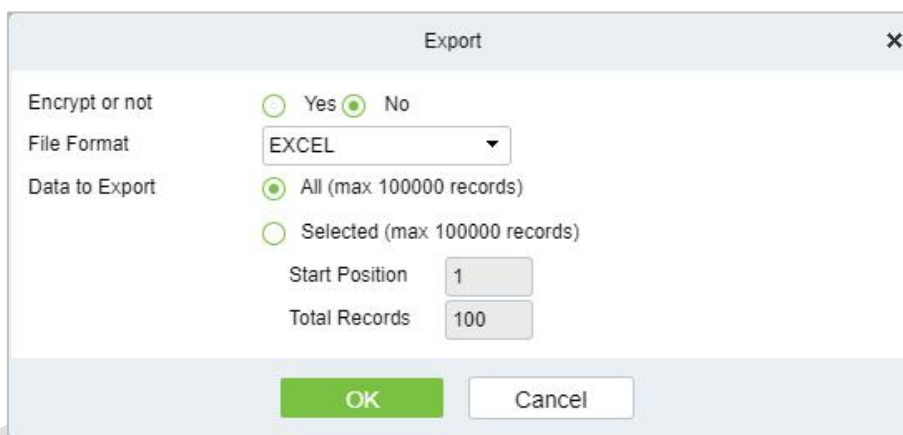 Export
Encrypt or not Yes No
File Format EXCEL
Data to Export All (max 100000 records)
Selected (max 100000 records)
Start Position 1
Total Records 100
OK Cancel